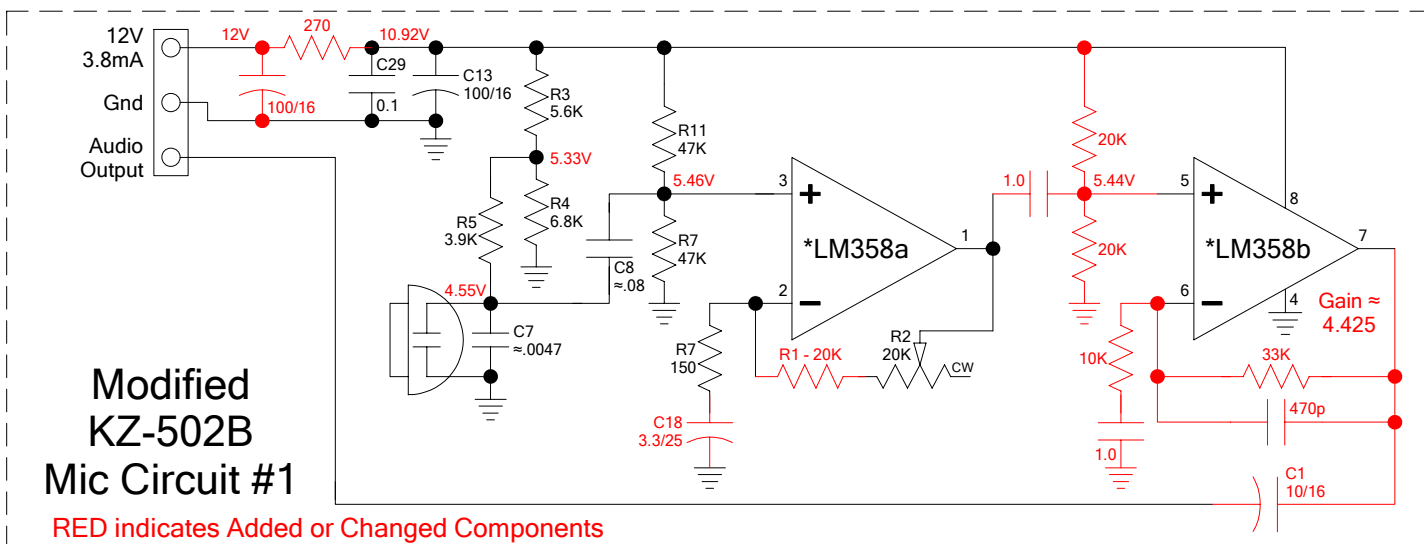 12V
3.8mA
Gnd
Audio
Output
12V
270
10.92V
100/16
C29
0.1
C13
100/16
R3
5.6K
5.33V
R4
6.8K
R5
3.9K
4.55V
C7
≈.0047
C8
≈.08
R11
47K
5.46V
R7
47K
3
+
*LM358a
1
2
−
R7
150
C18
3.3/25
R1 - 20K
R2
20K
CW
1.0
20K
5.44V
20K
5
+
*LM358b
8
7
6
−
4
Gain ≈
4.425
10K
1.0
33K
470p
C1
10/16
Modified
KZ-502B
Mic Circuit #1
RED indicates Added or Changed Components